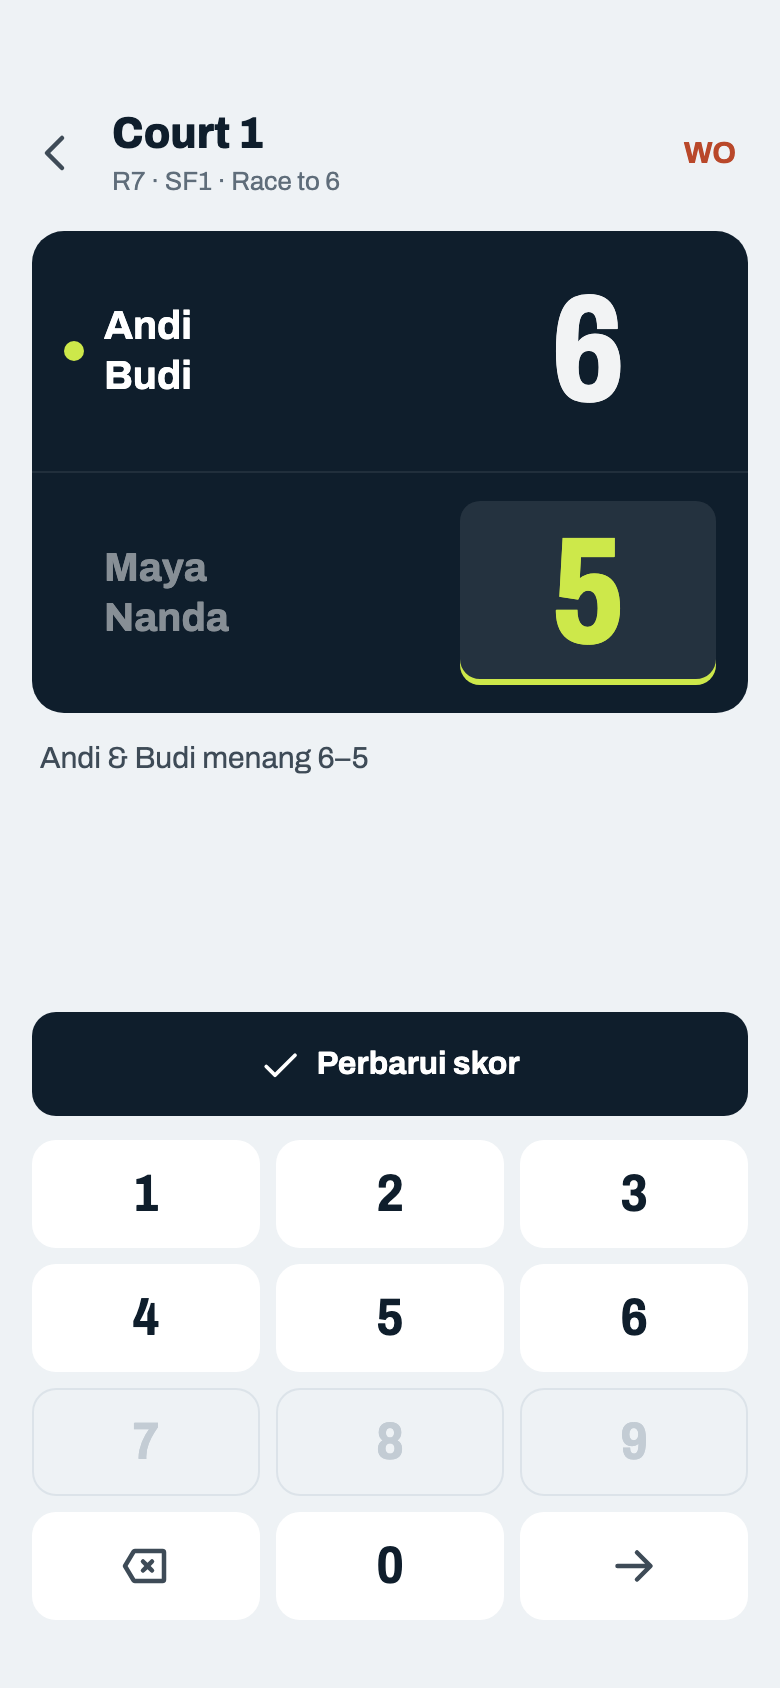 Court 1
WO
R7 · SF1 · Race to 6
Andi
Budi
6
Maya
Nanda
5
Andi & Budi menang 6–5
Perbarui skor
1 2 3
4 5 6
7 8 9
0